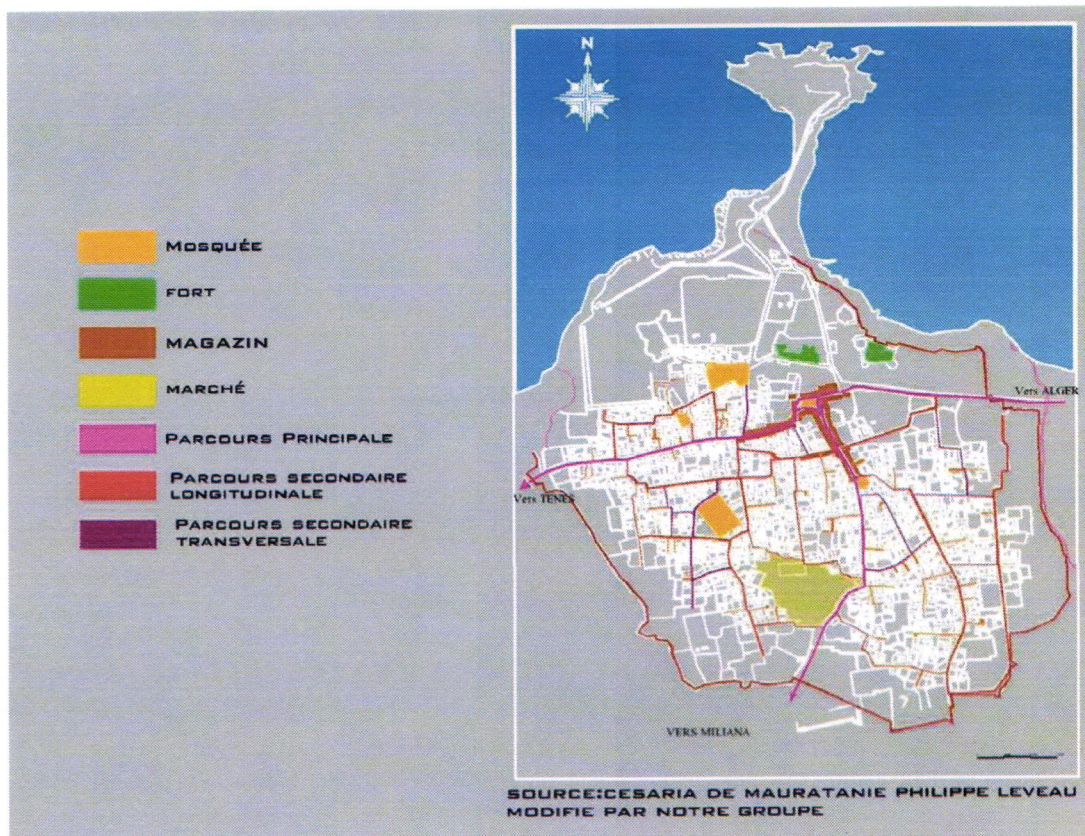 N
MOSQUÉE
FORT
MAGAZIN
MARCHÉ
PARCOURS PRINCIPALE
PARCOURS SECONDAIRE
LONGITUDINALE
PARCOURS SECONDAIRE
TRANSVERSALE
Vers ALGER
Vers TENES
VERS MILIANA
SOURCE:CESARIA DE MAURATANIE PHILIPPE LEVEAU
MODIFIE PAR NOTRE GROUPE